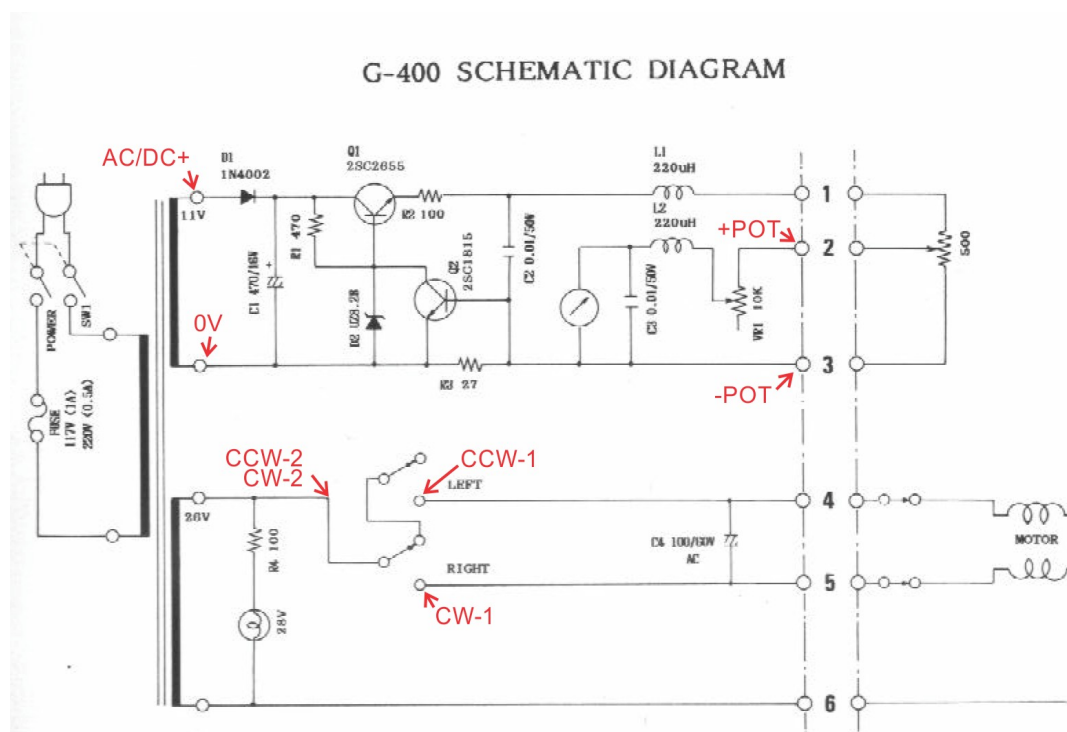 G-400 SCHEMATIC DIAGRAM
AC/DC+
D1
1N4002
11V
Q1
2SC2655
R2 100
R1 470
C1 470/16V
+
D2 UZ8.2B
Q2
2SC1815
C2 0.01/50V
L1
220uH
L2
220uH
C3 0.01/50V
VR1 10K
+POT
-POT
1
2
3
500
0V
R3 27
POWER
SW1
FUSE
117V (1A)
220V (0.5A)
26V
R4 100
28V
CCW-2
CW-2
CCW-1
LEFT
RIGHT
CW-1
C4 100/60V
AC
4
5
6
MOTOR